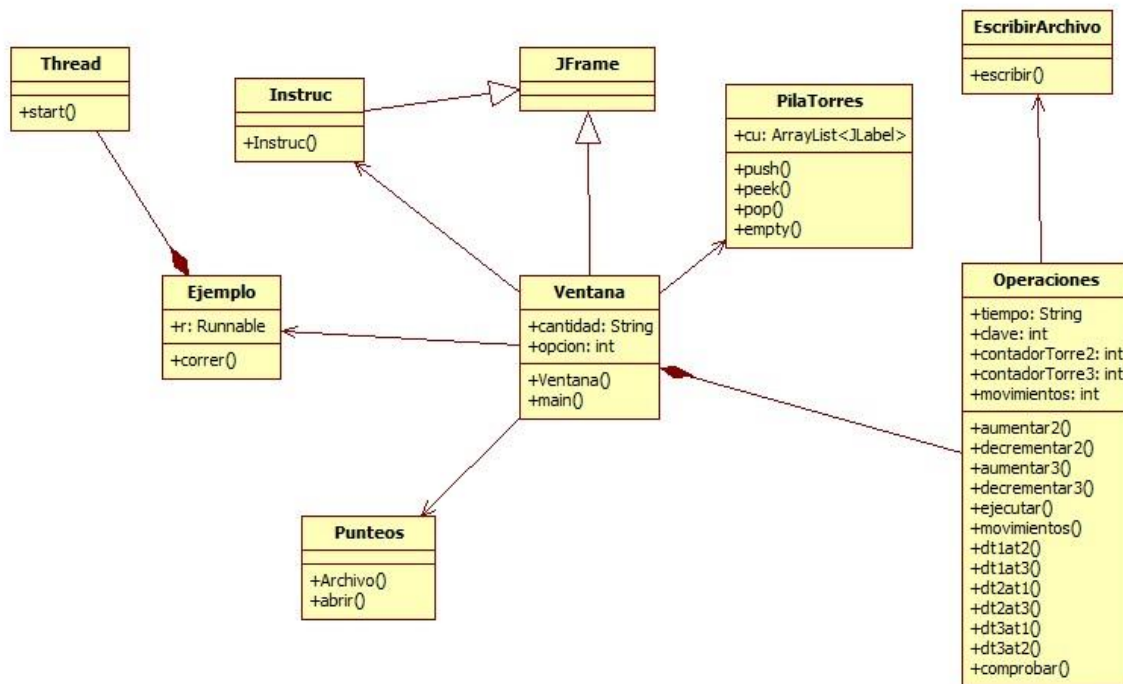 Thread
+start()
Instruc
+Instruc()
JFrame
PilaTorres
+cu: ArrayList<JLabel>
+push()
+peek()
+pop()
+empty()
EscribirArchivo
+escribir()
Ejemplo
+r: Runnable
+correr()
Ventana
+cantidad: String
+opcion: int
+Ventana()
+main()
Operaciones
+tiempo: String
+clave: int
+contadorTorre2: int
+contadorTorre3: int
+movimientos: int
+aumentar2()
+decrementar2()
+aumentar3()
+decrementar3()
+ejecutar()
+movimientos()
+dt1at2()
+dt1at3()
+dt2at1()
+dt2at3()
+dt3at1()
+dt3at2()
+comprobar()
Punteos
+Archivo()
+abrir()